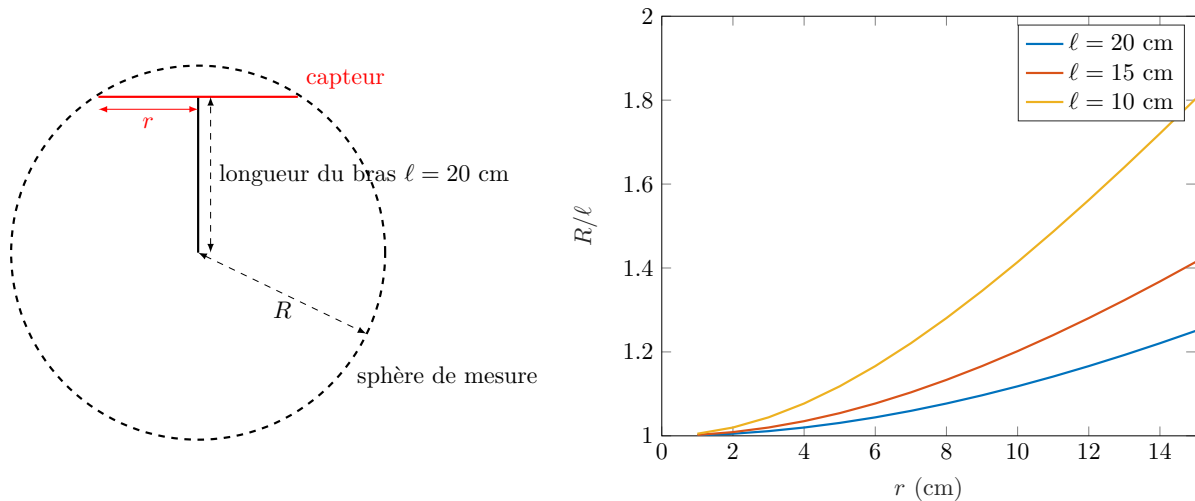 capteur
r
longueur du bras ℓ = 20 cm
R
sphère de mesure
2
1.8
1.6
1.4
1.2
1
R/ℓ
0
2
4
6
8
10
12
14
r (cm)
ℓ = 20 cm
ℓ = 15 cm
ℓ = 10 cm